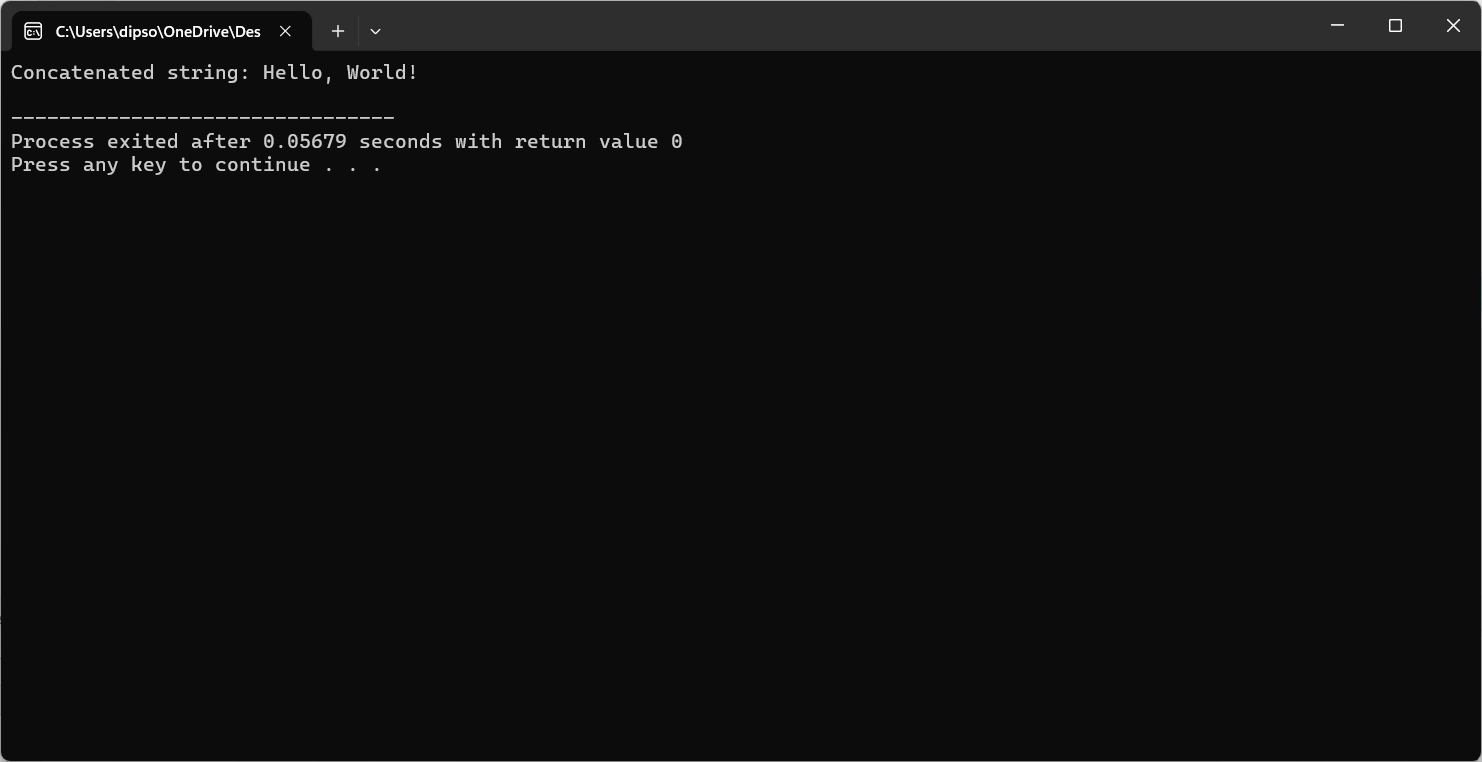 C:\Users\dipso\OneDrive\Des
Concatenated string: Hello, World!
--------------------------------
Process exited after 0.05679 seconds with return value 0
Press any key to continue . . .